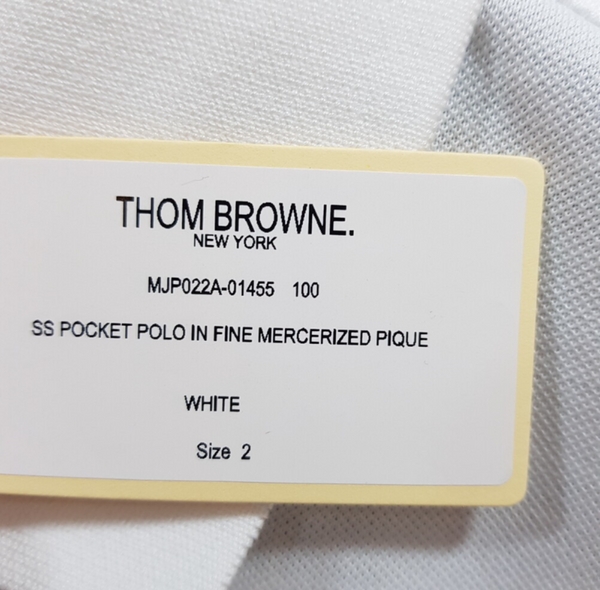 THOM BROWNE.
NEW YORK
MJP022A-01455 100
SS POCKET POLO IN FINE MERCERIZED PIQUE
WHITE
Size 2